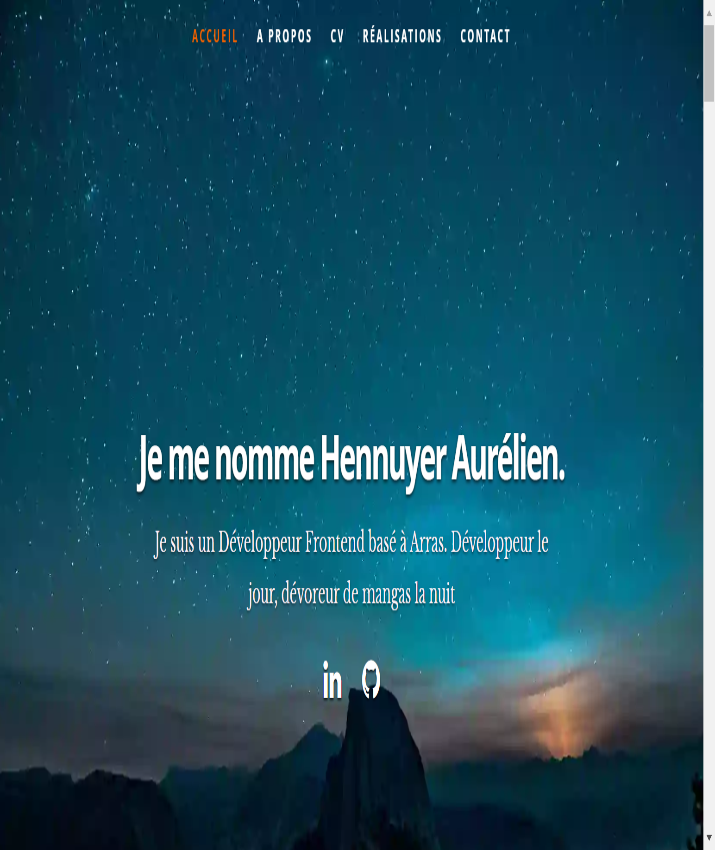 ACCUEIL A PROPOS CV RÉALISATIONS CONTACT
Je me nomme Hennuyer Aurélien.
Je suis un Développeur Frontend basé à Arras. Développeur le
jour, dévoreur de mangas la nuit
in